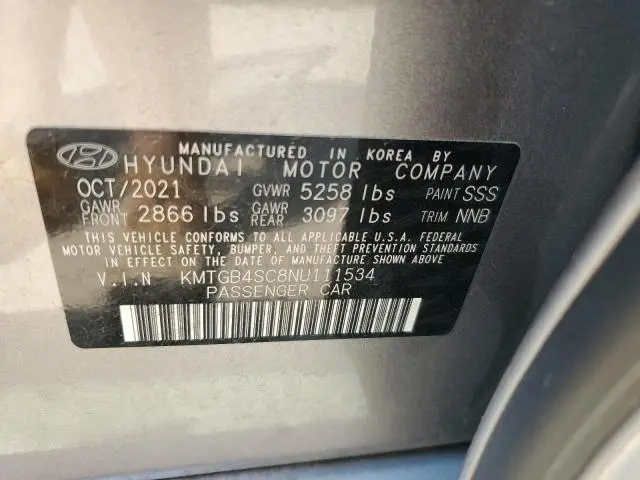 MANUFACTURED IN KOREA BY
HYUNDAI MOTOR COMPANY
OCT/2021 GVWR 5258 lbs PAINT SSS
GAWR FRONT 2866 lbs GAWR REAR 3097 lbs TRIM NNB
THIS VEHICLE CONFORMS TO ALL APPLICABLE U.S.A. FEDERAL
MOTOR VEHICLE SAFETY, BUMPER, AND THEFT PREVENTION STANDARDS
IN EFFECT ON THE DATE OF MANUFACTURE SHOWN ABOVE.
V.I.N KMTGB4SC8NU111534
PASSENGER CAR